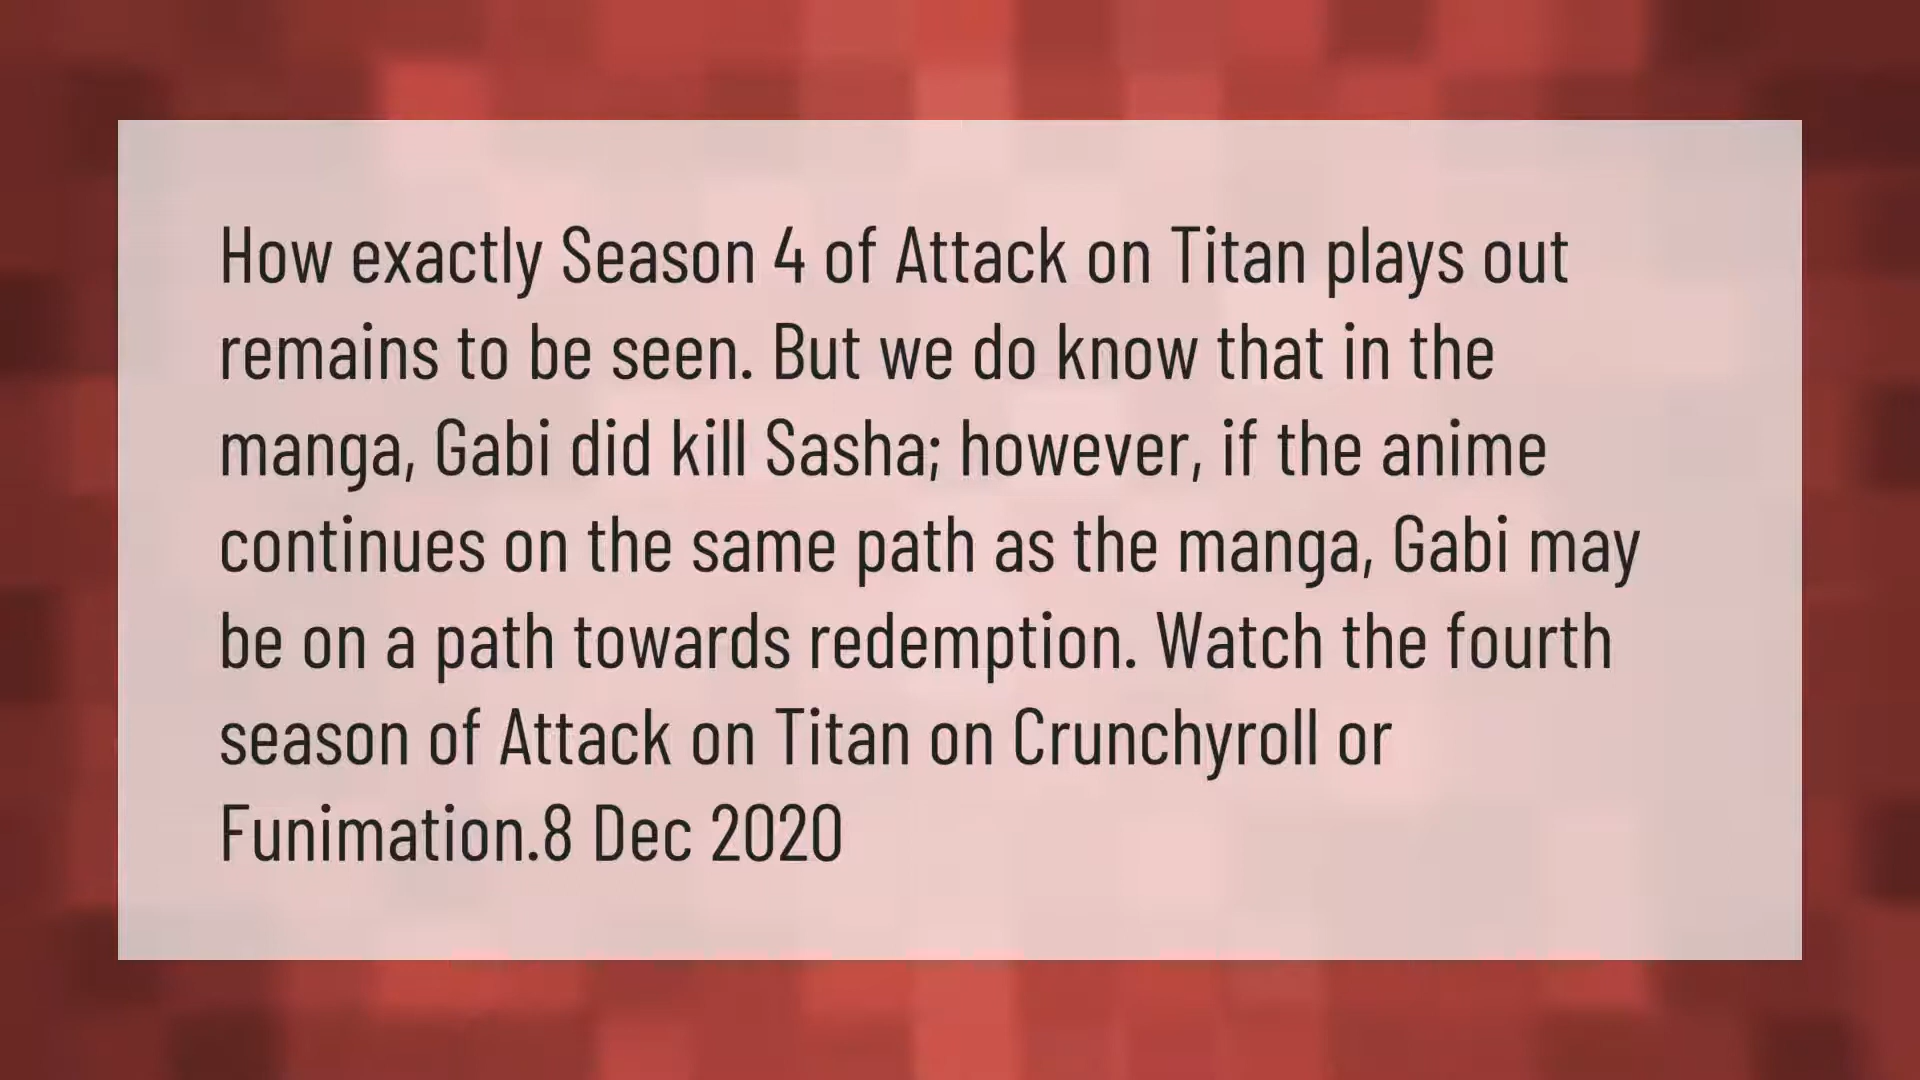 How exactly Season 4 of Attack on Titan plays out
remains to be seen. But we do know that in the
manga, Gabi did kill Sasha; however, if the anime
continues on the same path as the manga, Gabi may
be on a path towards redemption. Watch the fourth
season of Attack on Titan on Crunchyroll or
Funimation.8 Dec 2020